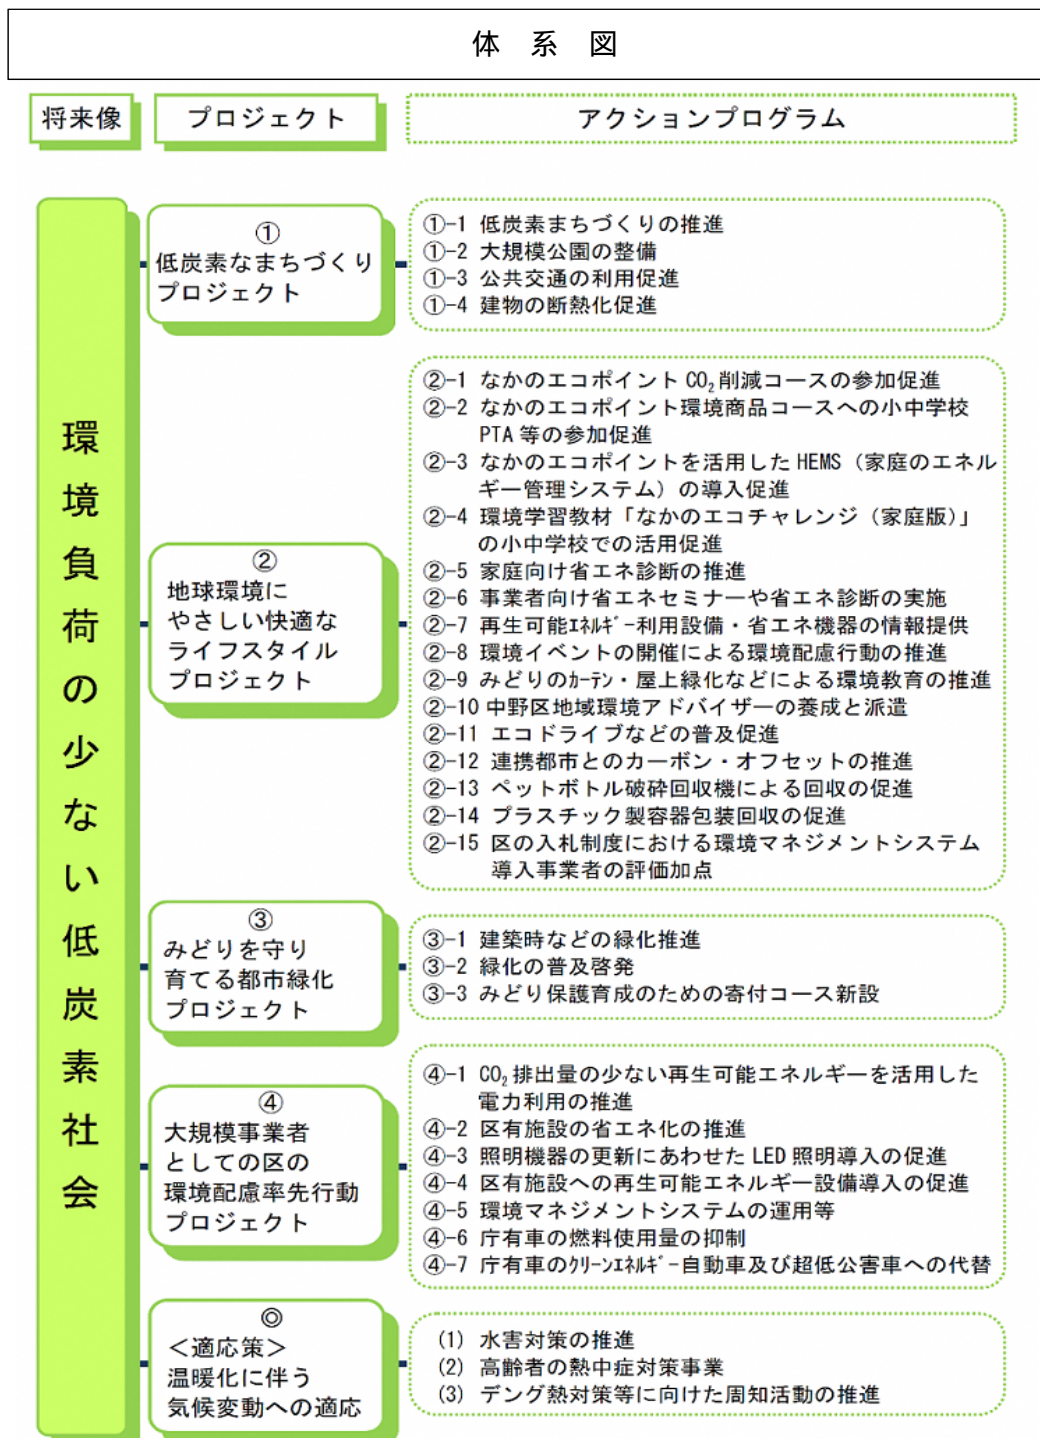 体 系 図
将来像
プロジェクト
アクションプログラム
環境負荷の少ない低炭素社会
①
低炭素なまちづくり
プロジェクト
①-1 低炭素まちづくりの推進
①-2 大規模公園の整備
①-3 公共交通の利用促進
①-4 建物の断熱化促進
②
地球環境に
やさしい快適な
ライフスタイル
プロジェクト
②-1 なかのエコポイント CO₂削減コースの参加促進
②-2 なかのエコポイント環境商品コースへの小中学校
PTA 等の参加促進
②-3 なかのエコポイントを活用した HEMS（家庭のエネル
ギー管理システム）の導入促進
②-4 環境学習教材「なかのエコチャレンジ（家庭版）」
の小中学校での活用促進
②-5 家庭向け省エネ診断の推進
②-6 事業者向け省エネセミナーや省エネ診断の実施
②-7 再生可能ｴﾈﾙｷﾞｰ利用設備・省エネ機器の情報提供
②-8 環境イベントの開催による環境配慮行動の推進
②-9 みどりのｶｰﾃﾝ・屋上緑化などによる環境教育の推進
②-10 中野区地域環境アドバイザーの養成と派遣
②-11 エコドライブなどの普及促進
②-12 連携都市とのカーボン・オフセットの推進
②-13 ペットボトル破砕回収機による回収の促進
②-14 プラスチック製容器包装回収の促進
②-15 区の入札制度における環境マネジメントシステム
導入事業者の評価加点
③
みどりを守り
育てる都市緑化
プロジェクト
③-1 建築時などの緑化推進
③-2 緑化の普及啓発
③-3 みどり保護育成のための寄付コース新設
④
大規模事業者
としての区の
環境配慮率先行動
プロジェクト
④-1 CO₂排出量の少ない再生可能エネルギーを活用した
電力利用の推進
④-2 区有施設の省エネ化の推進
④-3 照明機器の更新にあわせた LED 照明導入の促進
④-4 区有施設への再生可能エネルギー設備導入の促進
④-5 環境マネジメントシステムの運用等
④-6 庁有車の燃料使用量の抑制
④-7 庁有車のｸﾘｰﾝｴﾈﾙｷﾞｰ自動車及び超低公害車への代替
◎
＜適応策＞
温暖化に伴う
気候変動への適応
(1) 水害対策の推進
(2) 高齢者の熱中症対策事業
(3) デング熱対策等に向けた周知活動の推進